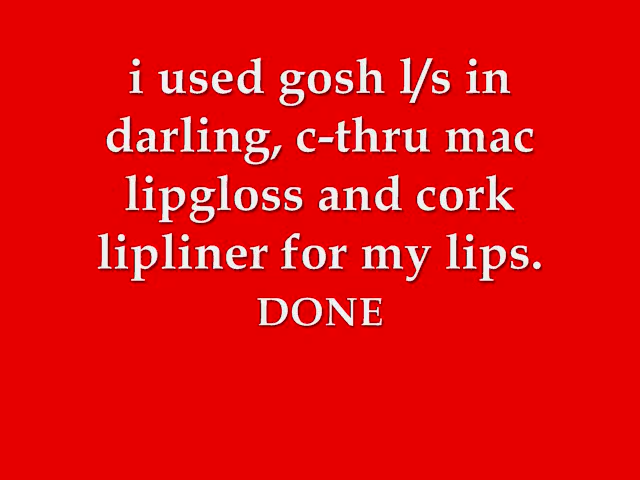 i used gosh l/s in
darling, c-thru mac
lipgloss and cork
lipliner for my lips.
DONE